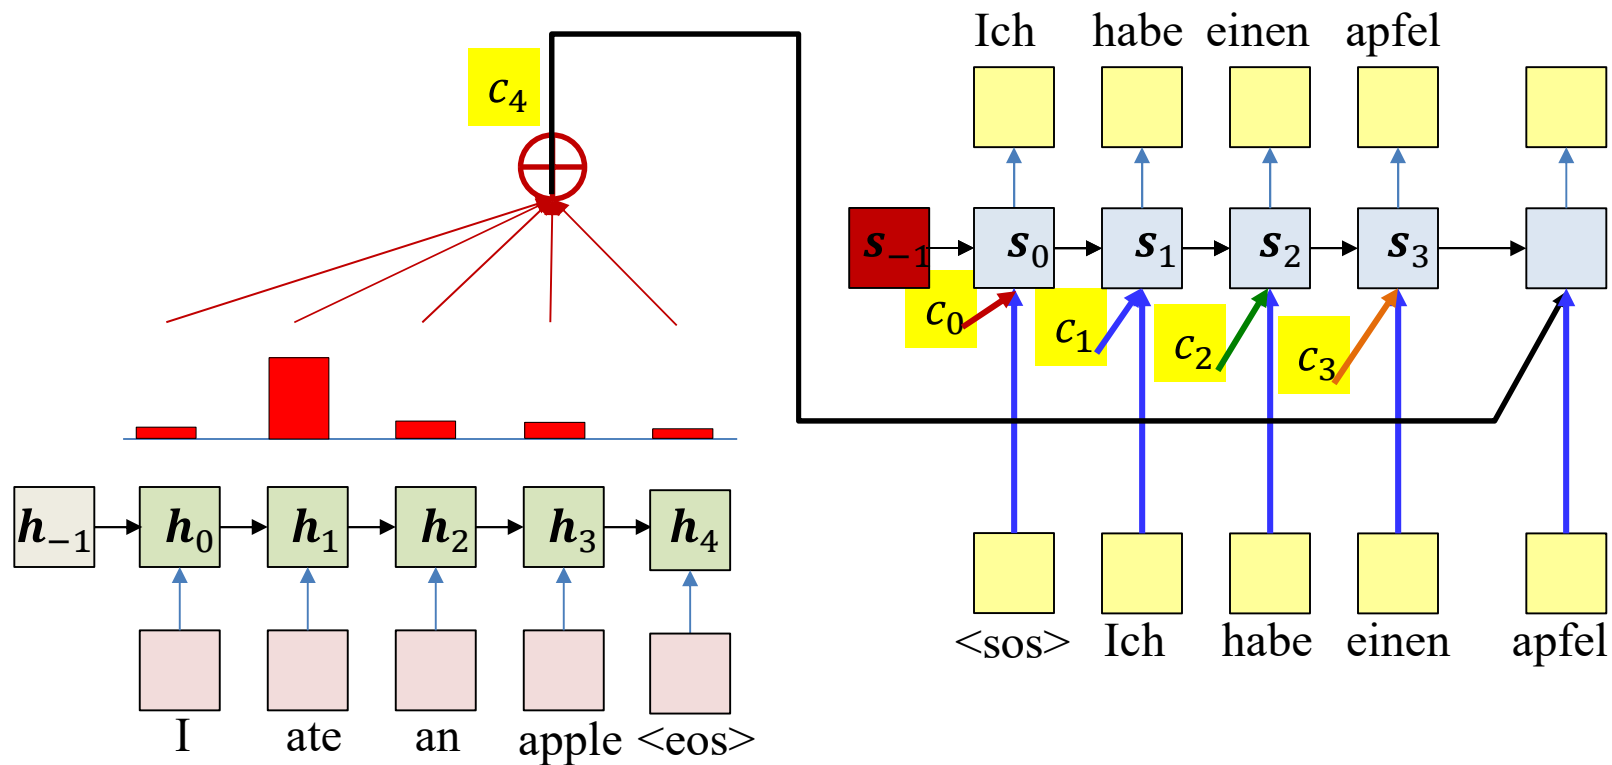 Ich habe einen apfel
c₄
s₋₁ s₀ s₁ s₂ s₃
c₀ c₁ c₂ c₃
h₋₁ h₀ h₁ h₂ h₃ h₄
<sos> Ich habe einen apfel
I ate an apple <eos>